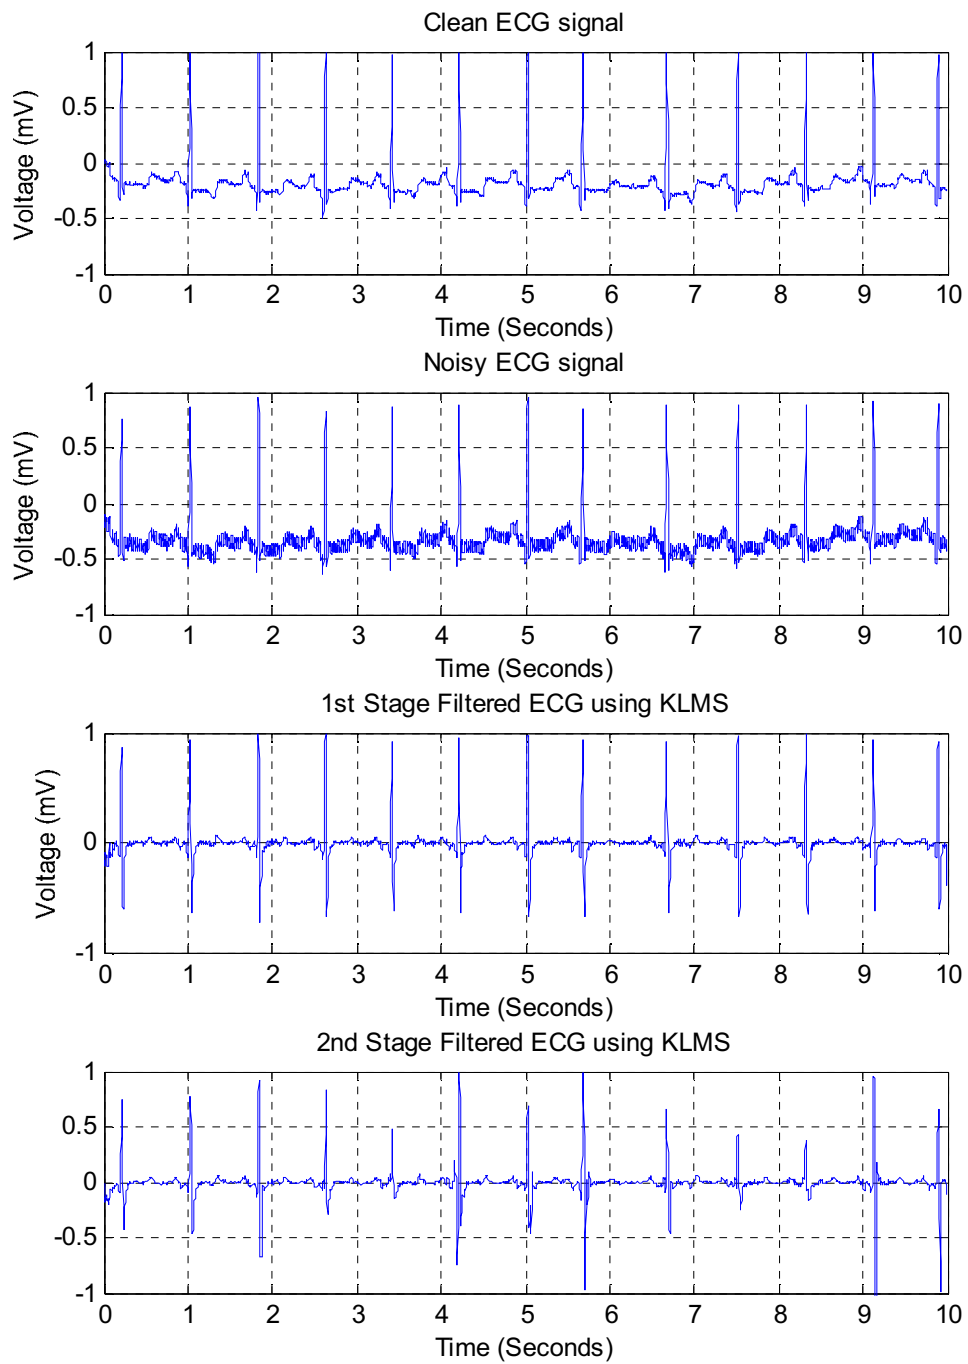 Clean ECG signal
1
0.5
0
-0.5
-1
Voltage (mV)
0 1 2 3 4 5 6 7 8 9 10
Time (Seconds)
Noisy ECG signal
1
0.5
0
-0.5
-1
Voltage (mV)
0 1 2 3 4 5 6 7 8 9 10
Time (Seconds)
1st Stage Filtered ECG using KLMS
1
0
-1
Voltage (mV)
0 1 2 3 4 5 6 7 8 9 10
Time (Seconds)
2nd Stage Filtered ECG using KLMS
1
0.5
0
-0.5
-1
0 1 2 3 4 5 6 7 8 9 10
Time (Seconds)